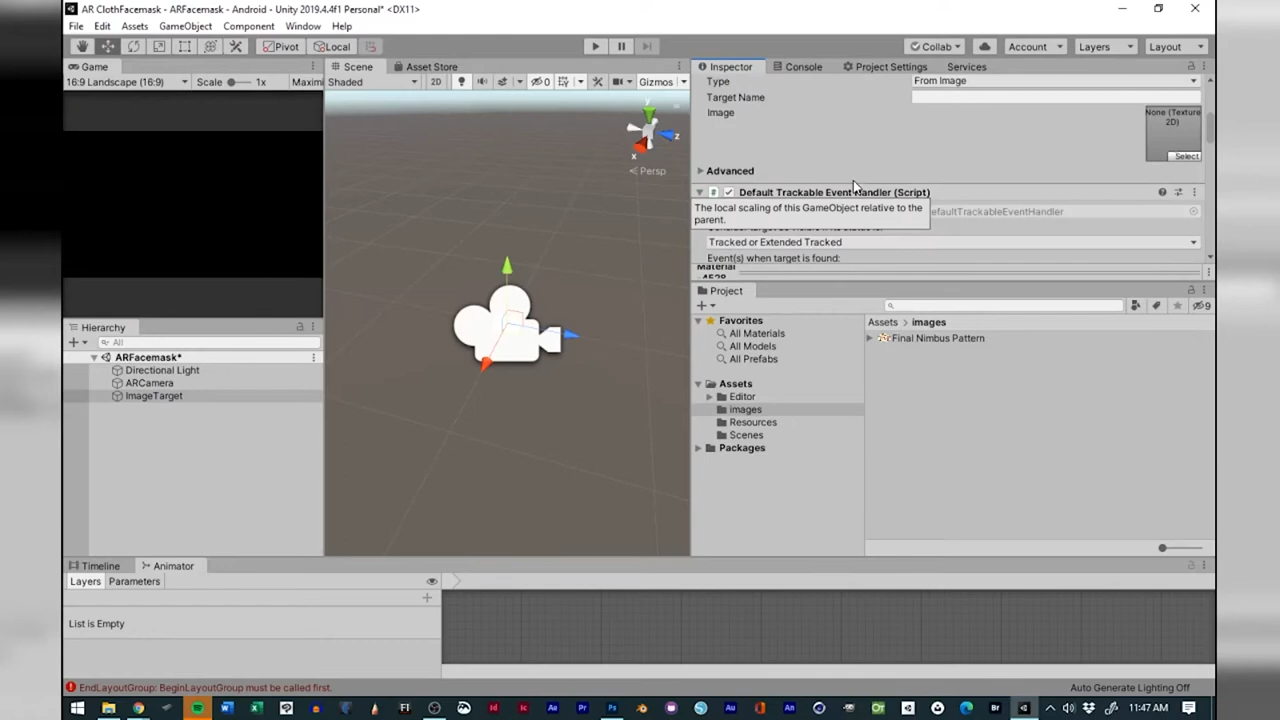 AR ClothFacemask - ARFacemask - Android - Unity 2019.4.4f1 Personal* <DX11>
File Edit Assets GameObject Component Window Help
Pivot Local Collab Account Layers Layout
Game
16:9 Landscape (16:9) Scale 1x Maximi
Scene Asset Store
Shaded 2D 0 Gizmos
y
z
x
Persp
Inspector Console Project Settings Services
Type From Image
Target Name
Image None (Texture
2D)
Select
Advanced
# Default Trackable Event Handler (Script)
The local scaling of this GameObject relative to the
parent.
efaultTrackableEventHandler
Tracked or Extended Tracked
Event(s) when target is found:
Material
Project
9
Favorites
All Materials
All Models
All Prefabs
Assets
Editor
images
Resources
Scenes
Packages
Assets > images
Final Nimbus Pattern
Hierarchy
All
ARFacemask*
Directional Light
ARCamera
ImageTarget
Timeline Animator
Layers Parameters
List is Empty
EndLayoutGroup: BeginLayoutGroup must be called first.
Auto Generate Lighting Off
11:47 AM